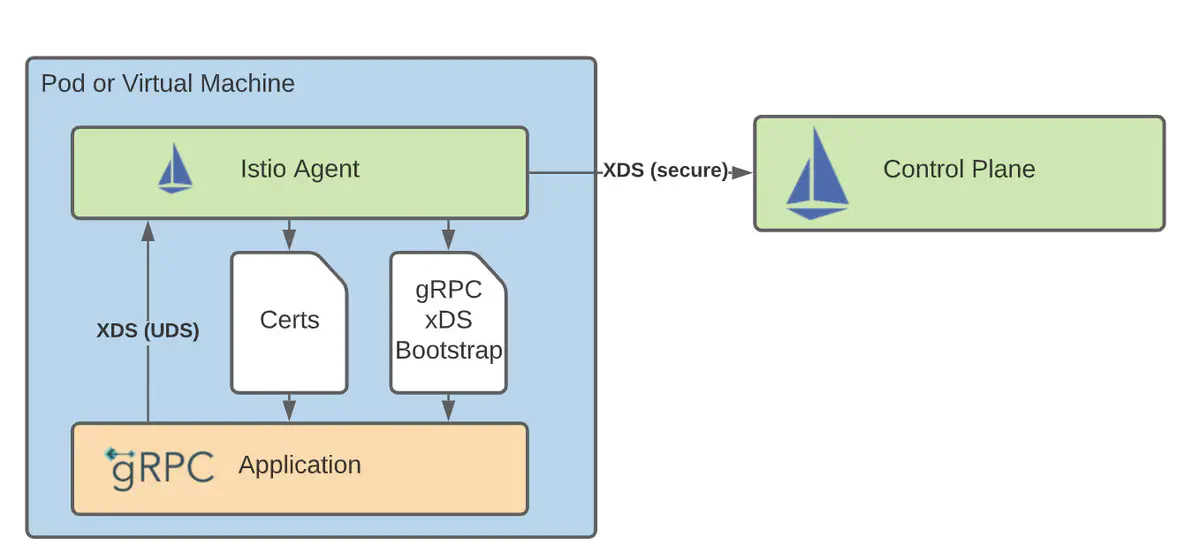 Pod or Virtual Machine
Istio Agent
XDS (secure)
Control Plane
XDS (UDS)
Certs
gRPC
xDS
Bootstrap
gRPC
Application